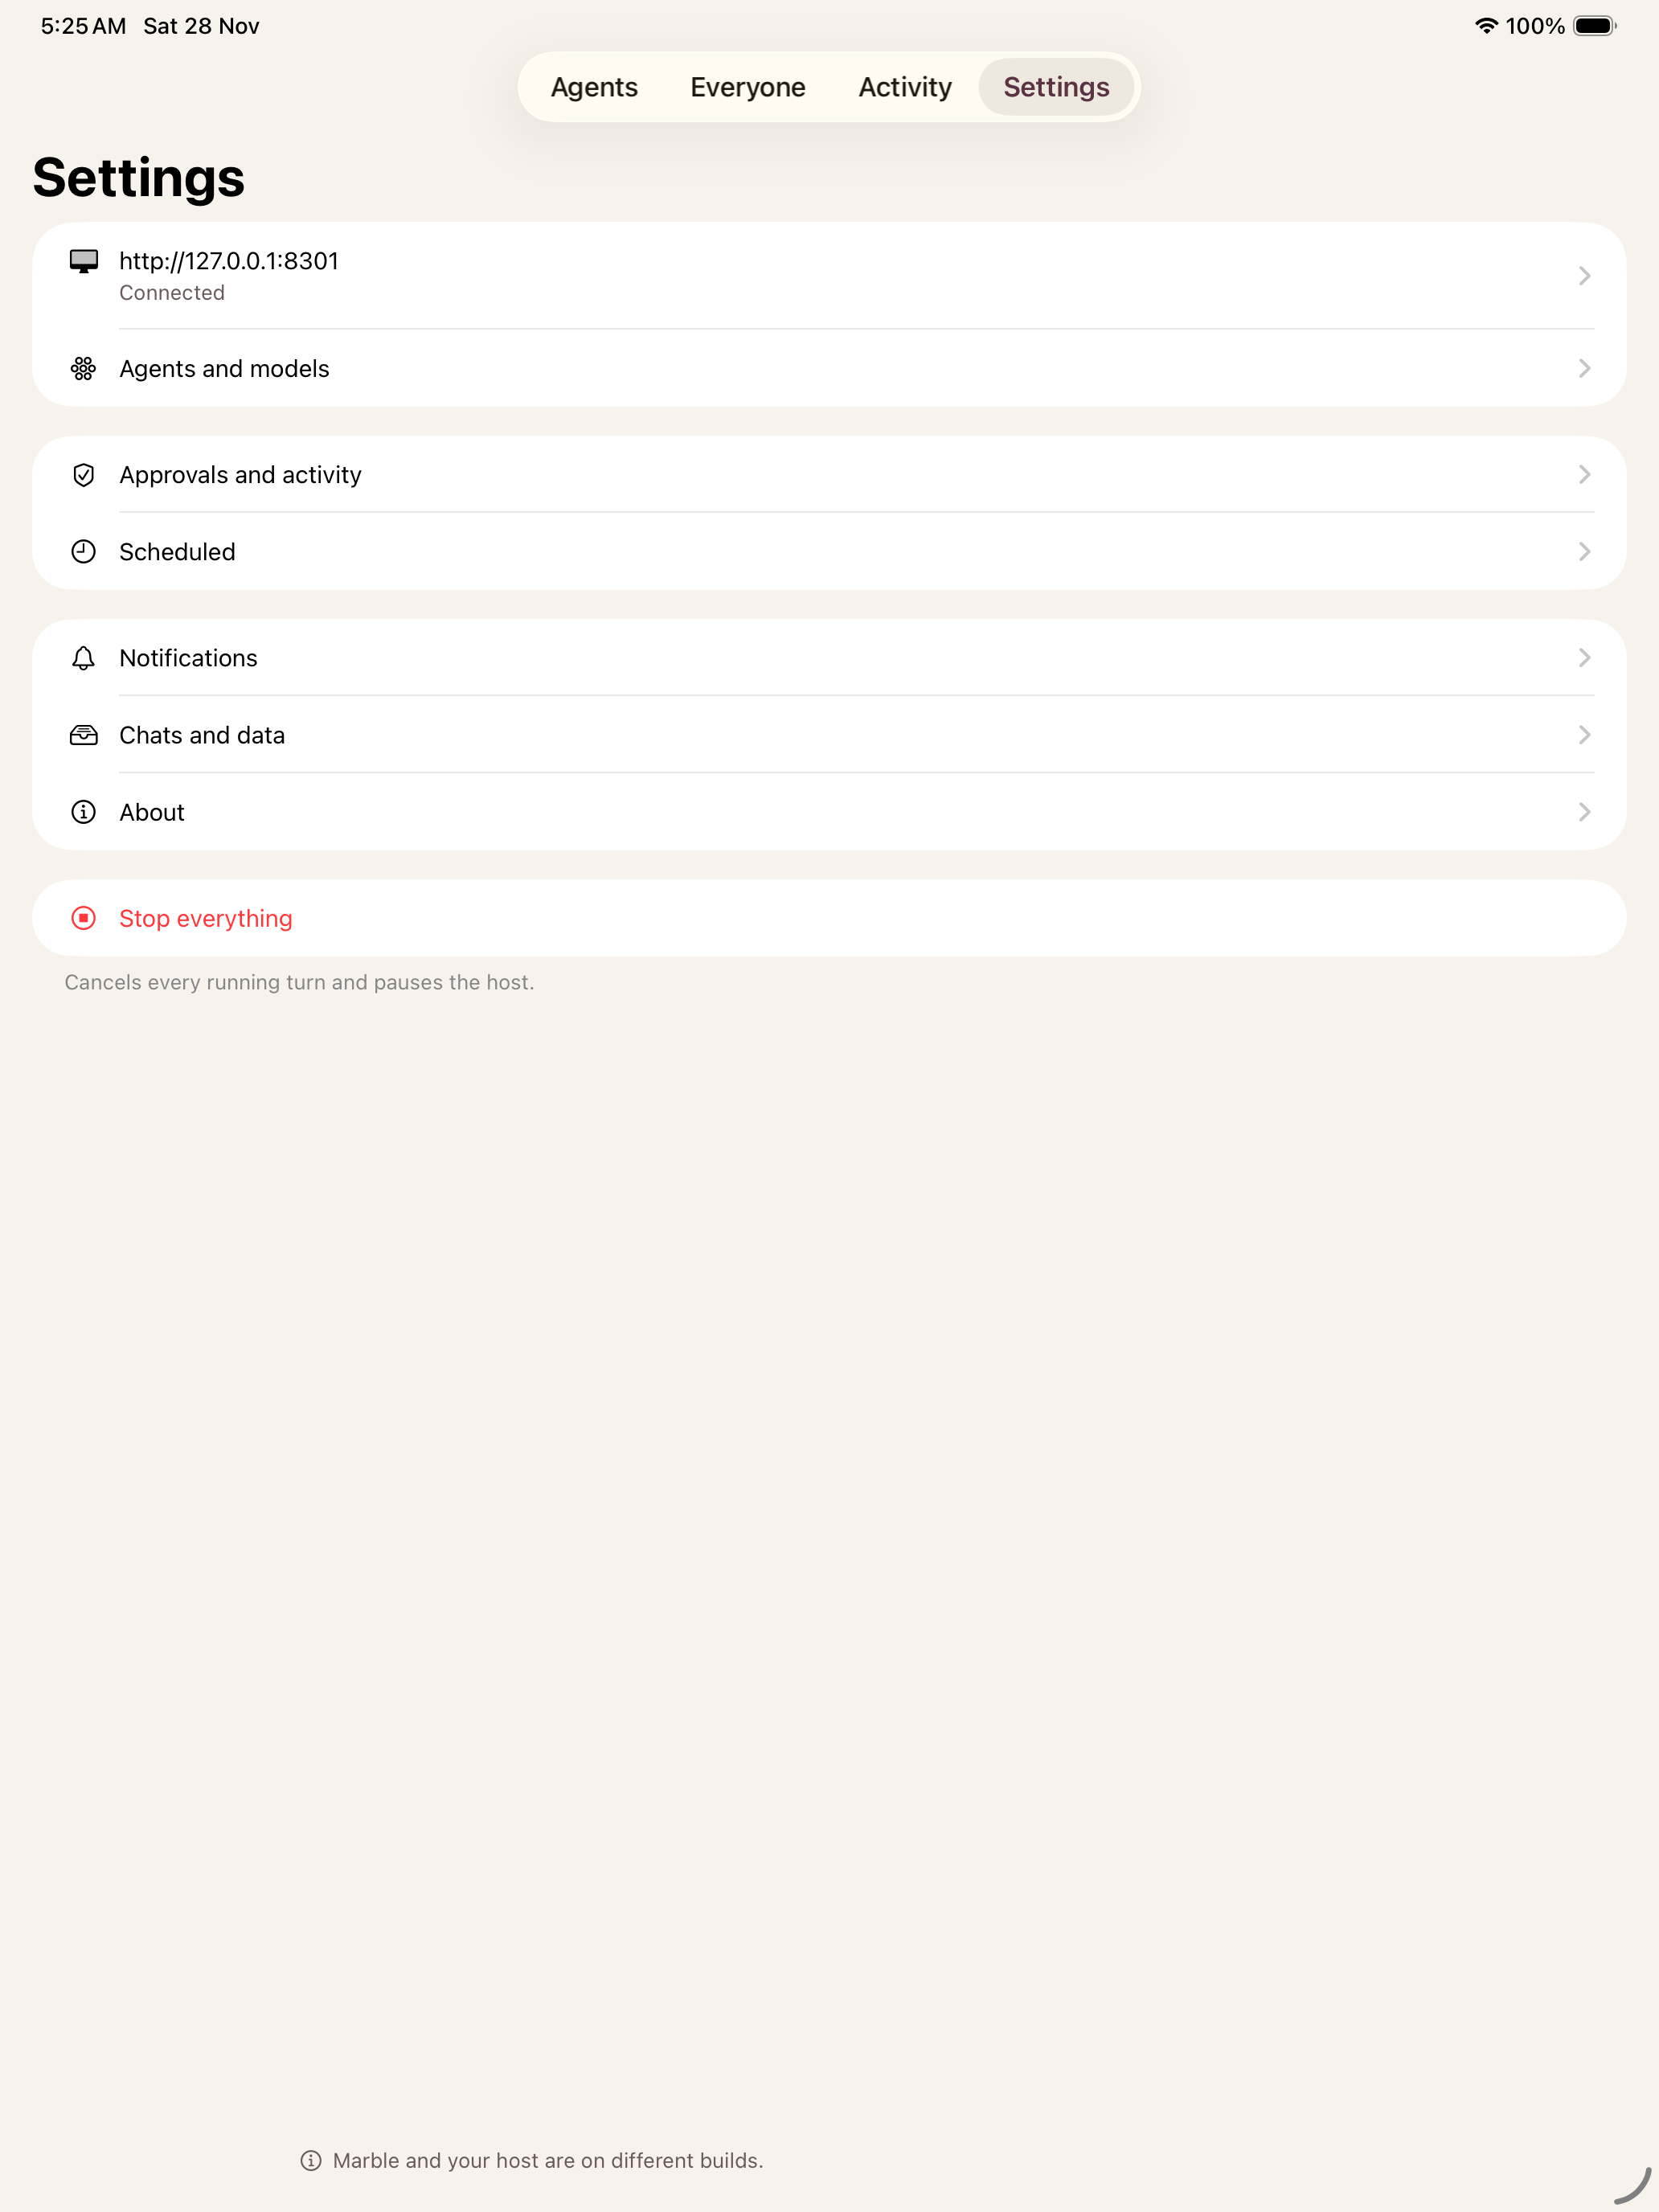 5:25 AM Sat 28 Nov
100%
Agents Everyone Activity Settings
Settings
http://127.0.0.1:8301
Connected
Agents and models
Approvals and activity
Scheduled
Notifications
Chats and data
About
Stop everything
Cancels every running turn and pauses the host.
Marble and your host are on different builds.